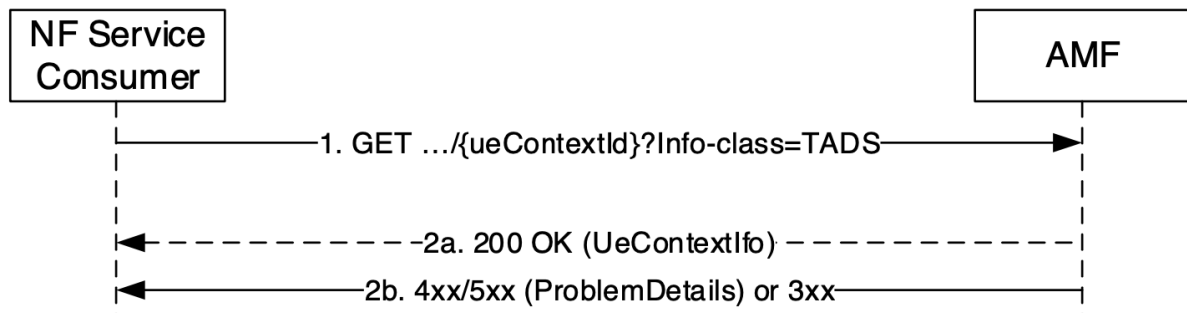 NF Service
Consumer
AMF
1. GET …/{ueContextId}?Info-class=TADS
2a. 200 OK (UeContextIfo)
2b. 4xx/5xx (ProblemDetails) or 3xx